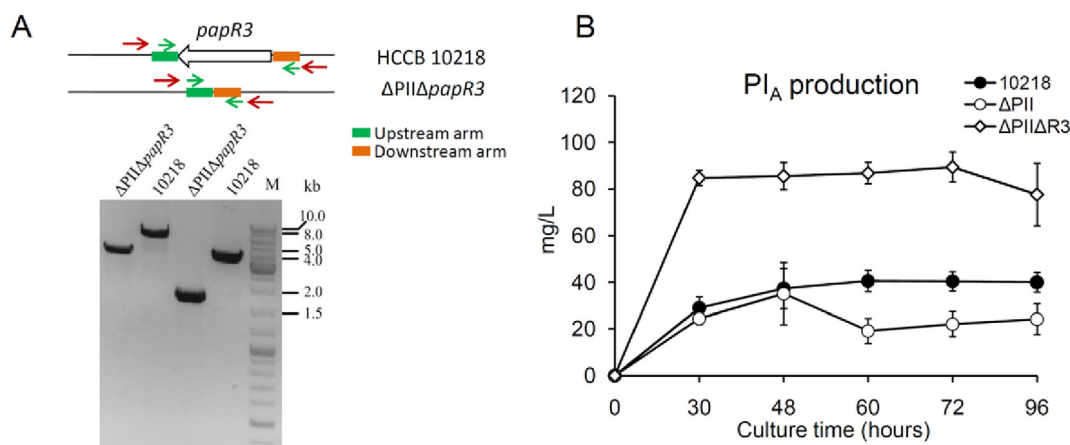 A
papR3
HCCB 10218
ΔPIIΔpapR3
Upstream arm
Downstream arm
ΔPIIΔpapR3
10218
ΔPIIΔpapR3
10218
M
kb
10.0
8.0
5.0
4.0
2.0
1.5
B
PI_A production
10218
ΔPII
ΔPIIΔR3
mg/L
120
100
80
60
40
20
0
0 30 48 60 72 96
Culture time (hours)